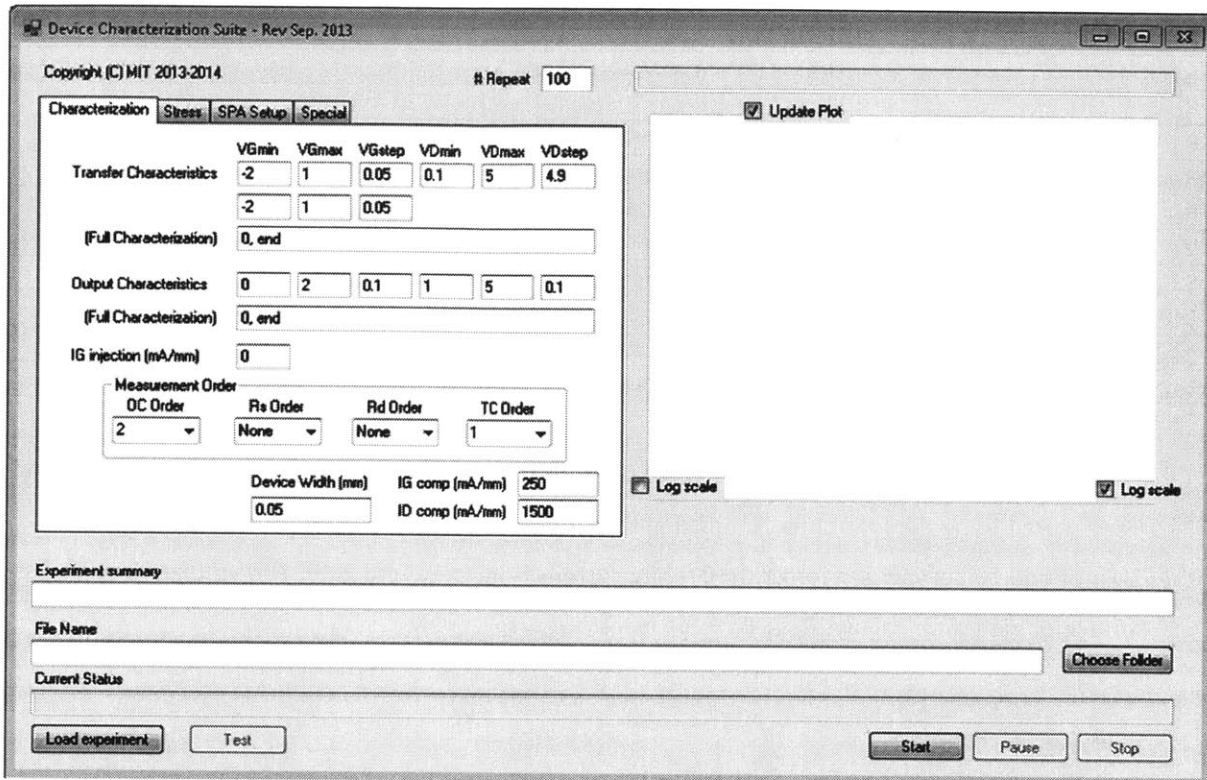 Device Characterization Suite - Rev Sep. 2013
Copyright (C) MIT 2013-2014
# Repeat 100
Characterization Stress SPA Setup Special
Update Plot
VGmin VGmax VGstep VDmin VDmax VDstep
Transfer Characteristics -2 1 0.05 0.1 5 4.9
-2 1 0.05
(Full Characterization) 0, end
Output Characteristics 0 2 0.1 1 5 0.1
(Full Characterization) 0, end
IG injection (mA/mm) 0
Measurement Order
OC Order Rs Order Rd Order TC Order
2 None None 1
Device Width (mm) IG comp (mA/mm) 250
0.05 ID comp (mA/mm) 1500
Log scale Log scale
Experiment summary
File Name
Choose Follder
Current Status
Load experiment Test Start Pause Stop